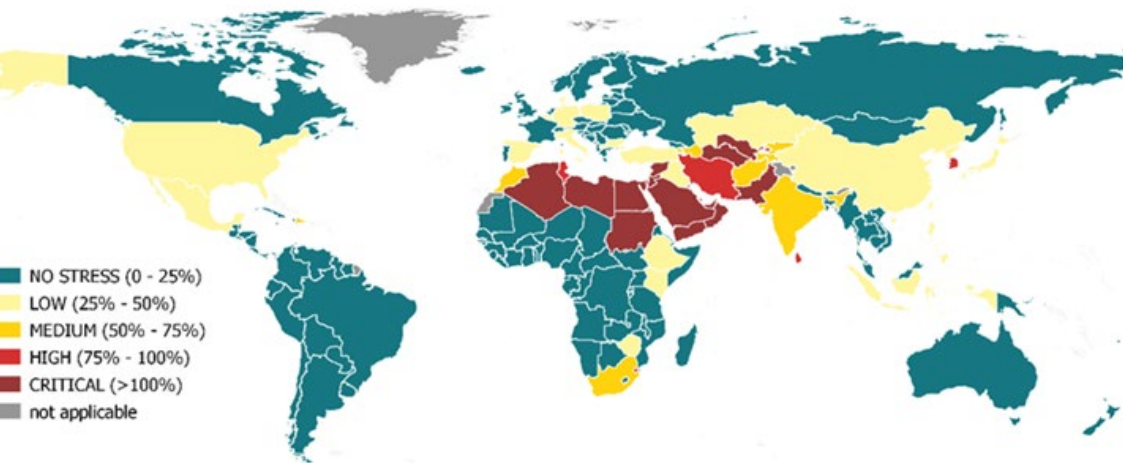 NO STRESS (0 - 25%)
LOW (25% - 50%)
MEDIUM (50% - 75%)
HIGH (75% - 100%)
CRITICAL (>100%)
not applicable